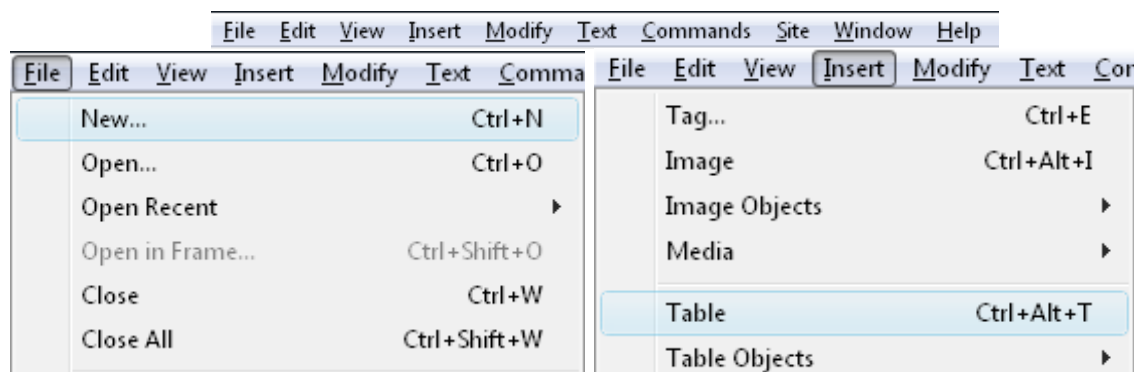 File Edit View Insert Modify Text Commands Site Window Help
File Edit View Insert Modify Text Comma
New... Ctrl+N
Open... Ctrl+O
Open Recent
Open in Frame... Ctrl+Shift+O
Close Ctrl+W
Close All Ctrl+Shift+W
File Edit View Insert Modify Text Cor
Tag... Ctrl+E
Image Ctrl+Alt+I
Image Objects
Media
Table Ctrl+Alt+T
Table Objects